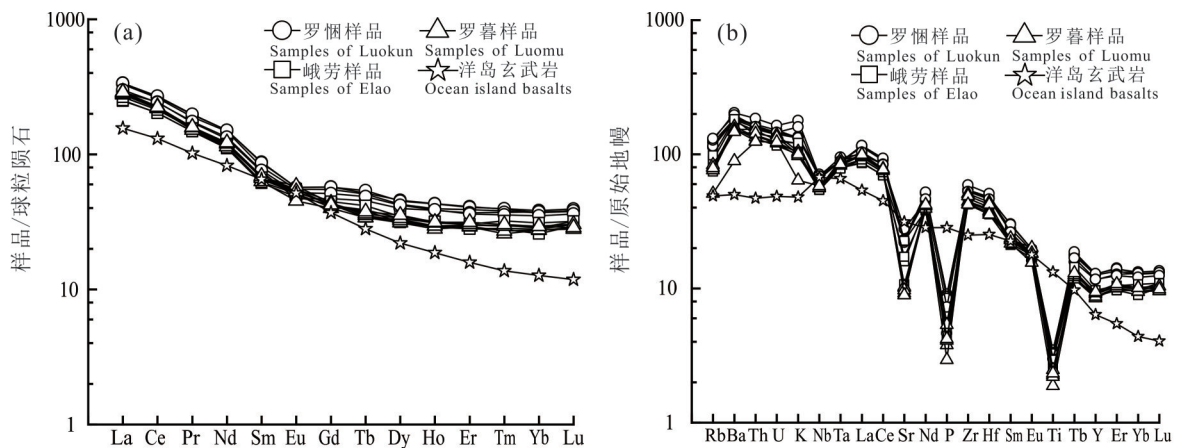 (a)
罗悃样品
Samples of Luokun
罗暮样品
Samples of Luomu
峨劳样品
Samples of Elao
洋岛玄武岩
Ocean island basalts
样品/球粒陨石
1000
100
10
1
La Ce Pr Nd Sm Eu Gd Tb Dy Ho Er Tm Yb Lu
(b)
罗悃样品
Samples of Luokun
罗暮样品
Samples of Luomu
峨劳样品
Samples of Elao
洋岛玄武岩
Ocean island basalts
样品/原始地幔
1000
100
10
1
Rb Ba Th U K Nb Ta La Ce Sr Nd P Zr Hf Sm Eu Ti Tb Y Er Yb Lu